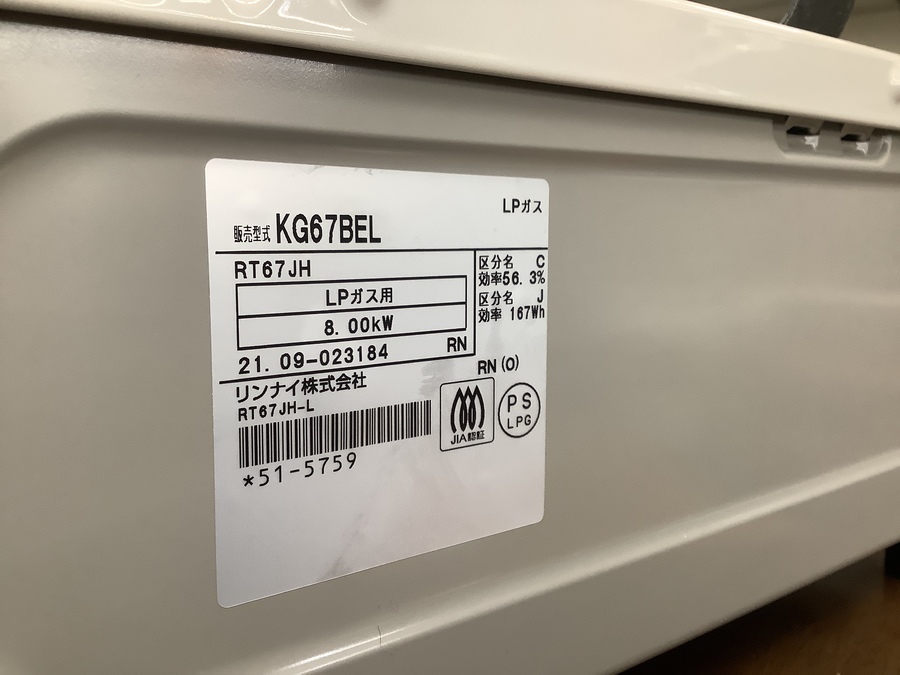 LPガス
販売型式 KG67BEL
RT67JH
LPガス用
8.00kW
21.09-023184 RN
区分名 C
効率56.3%
区分名 J
効率 167Wh
リンナイ株式会社
RN (O)
RT67JH-L
*51-5759
JIA認証
PS
LPG